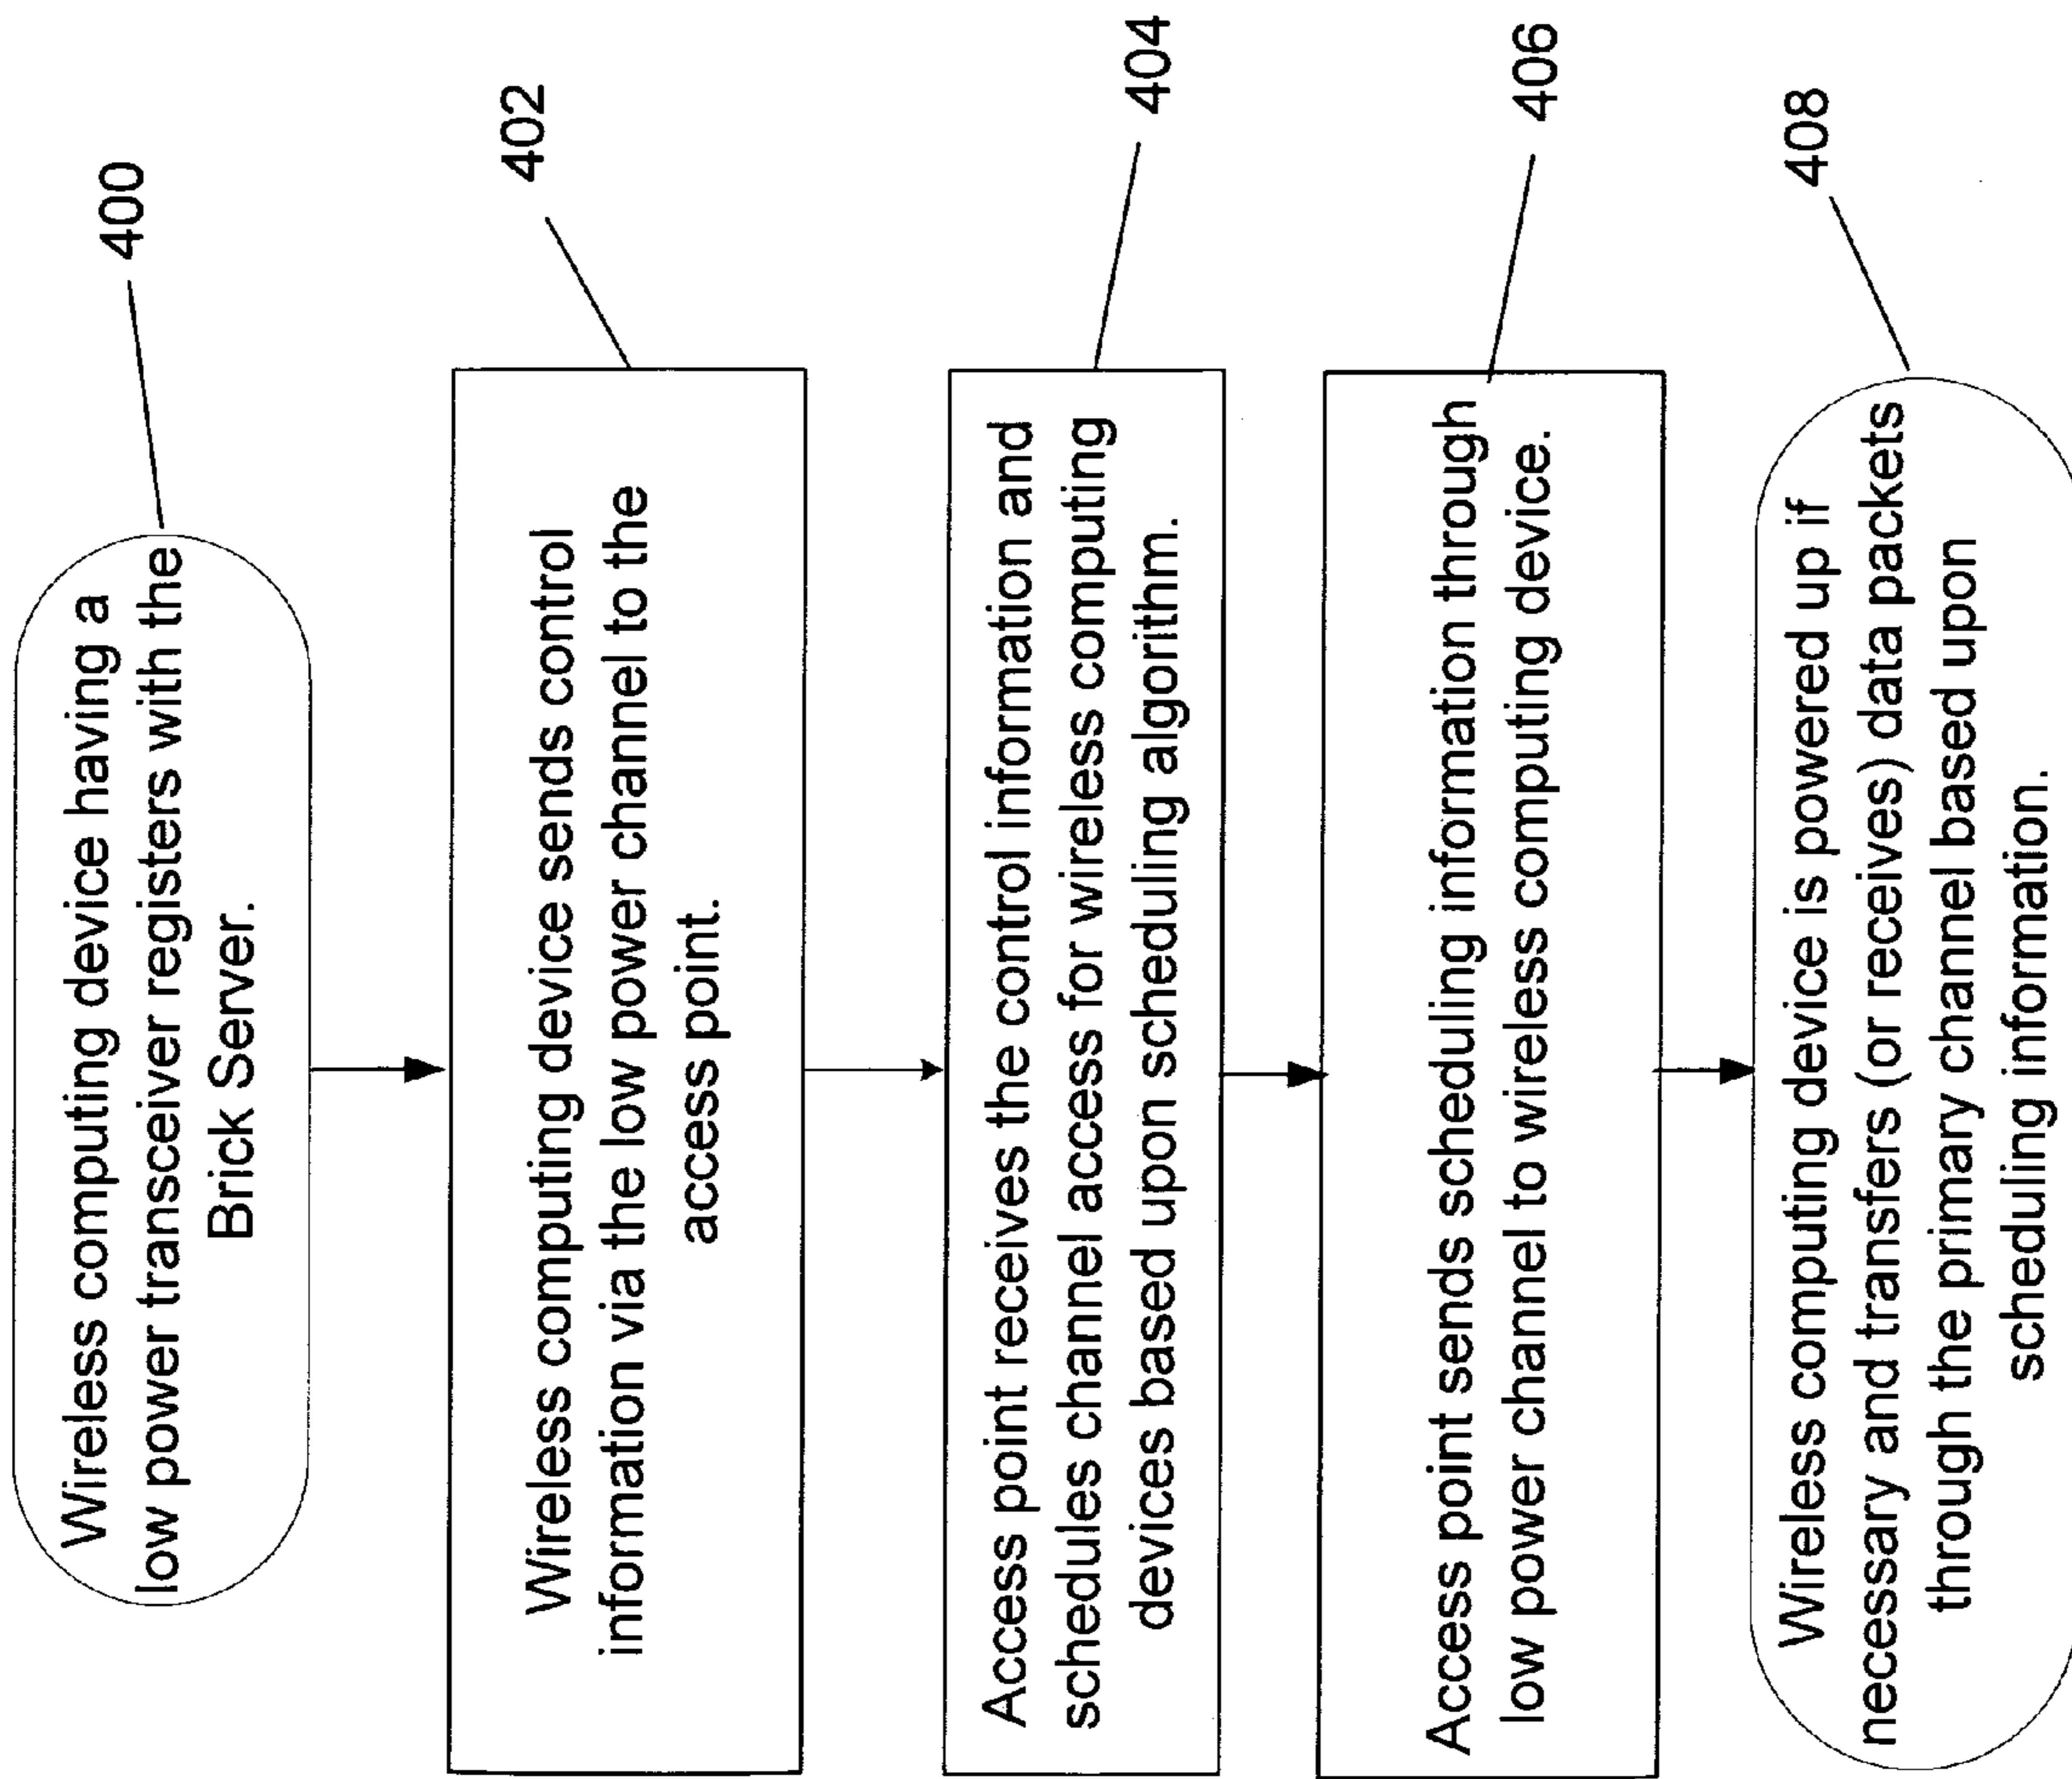 Wireless computing device having a
low power transceiver registers with the
Brick Server.
400
Wireless computing device sends control
information via the low power channel to the
access point.
402
Access point receives the control information and
schedules channel access for wireless computing
devices based upon scheduling algorithm.
404
Access point sends scheduling information through
low power channel to wireless computing device.
406
Wireless computing device is powered up if
necessary and transfers (or receives) data packets
through the primary channel based upon
scheduling information.
408